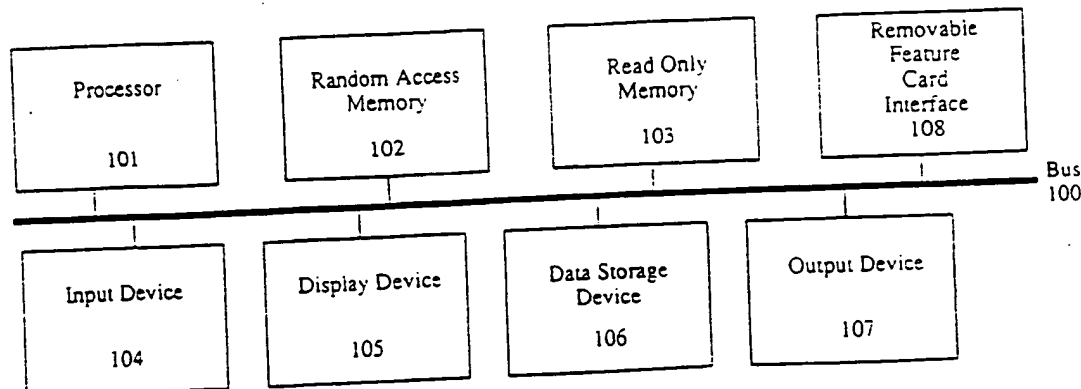 Processor
101
Random Access
Memory
102
Read Only
Memory
103
Removable
Feature
Card
Interface
108
Bus
100
Input Device
104
Display Device
105
Data Storage
Device
106
Output Device
107